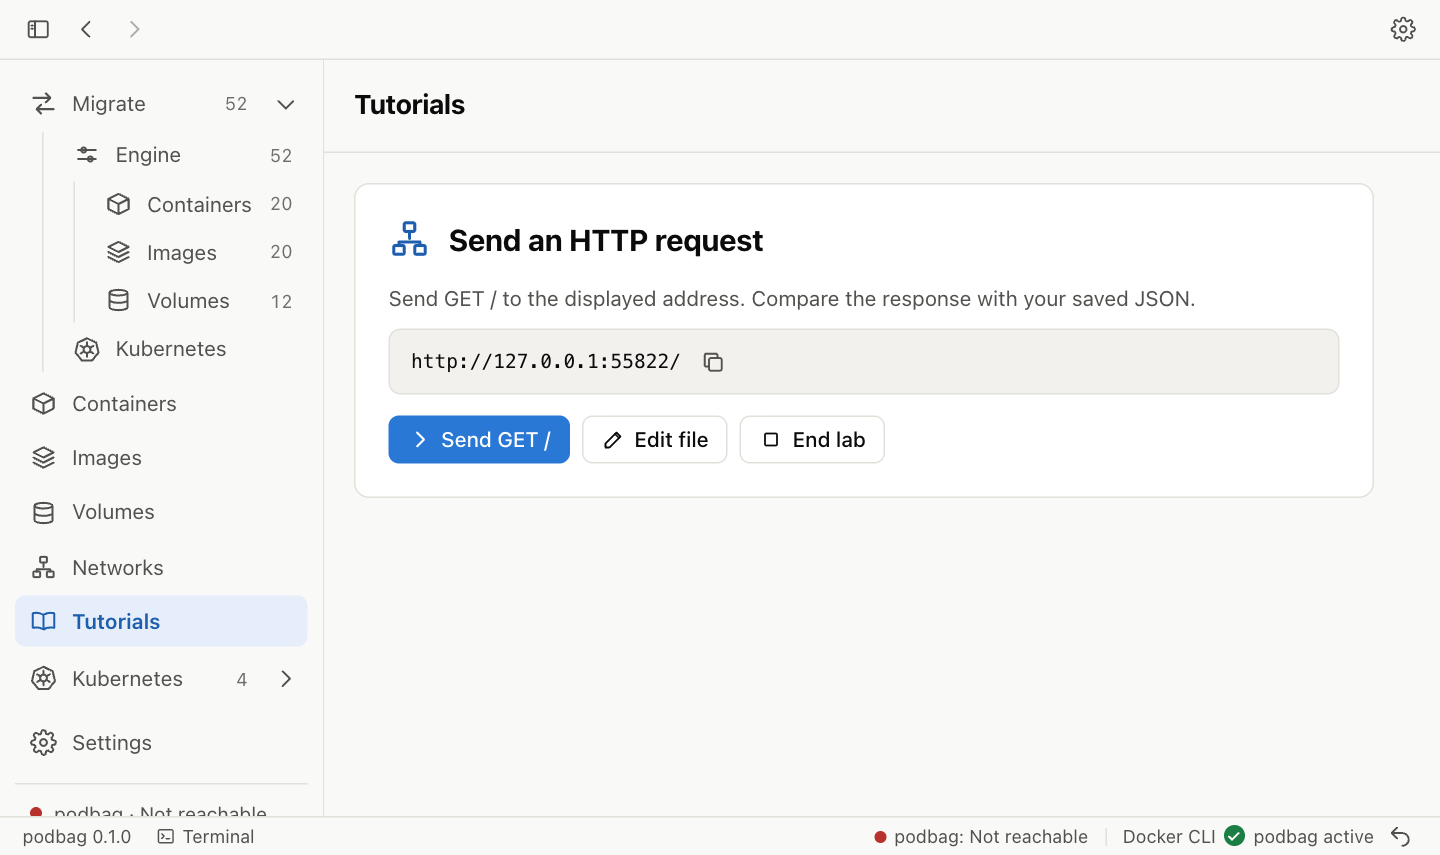 Migrate 52
Engine 52
Containers 20
Images 20
Volumes 12
Kubernetes
Containers
Images
Volumes
Networks
Tutorials
Kubernetes 4
Settings
podbag · Not reachable
Tutorials
Send an HTTP request
Send GET / to the displayed address. Compare the response with your saved JSON.
http://127.0.0.1:55822/
Send GET / Edit file End lab
podbag 0.1.0 Terminal podbag: Not reachable Docker CLI podbag active